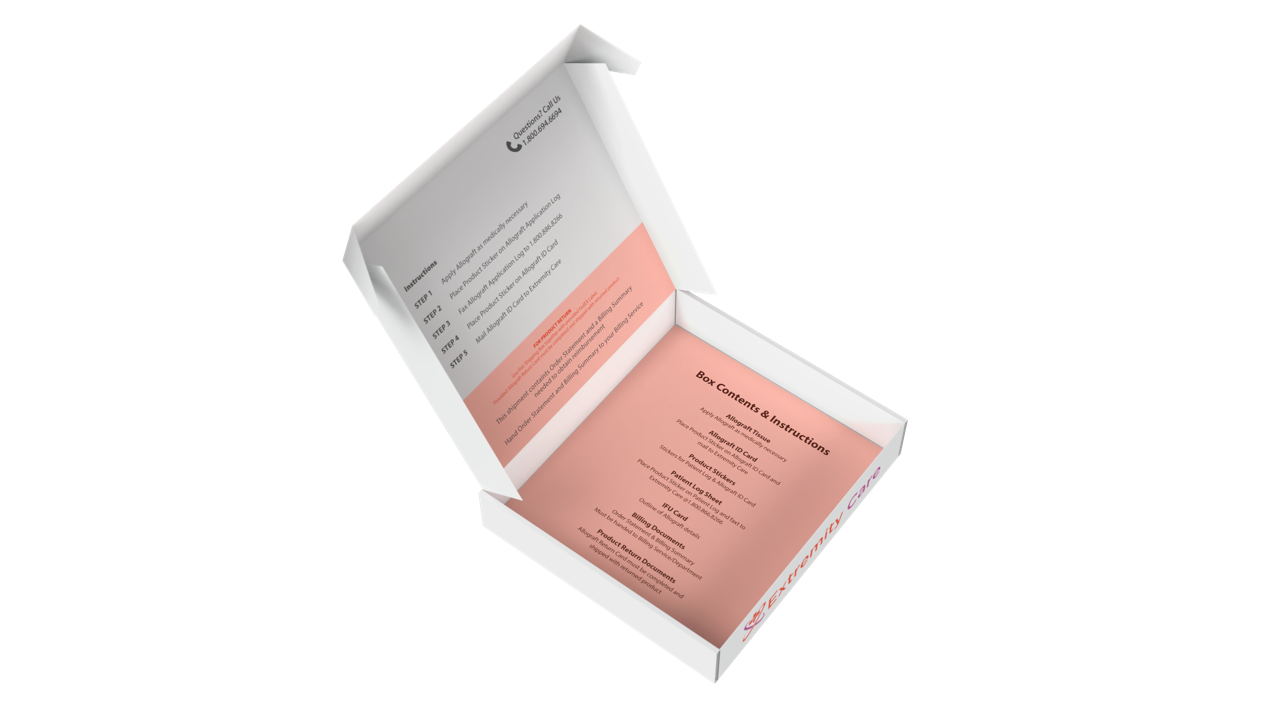 Questions? Call Us
1.800.694.6694
Instructions
STEP 1 Apply Allograft as medically necessary
STEP 2 Place Product Sticker on Allograft Application Log
STEP 3 Fax Allograft Application Log to 1.800.886.8266
STEP 4 Place Product Sticker on Allograft ID Card
STEP 5 Mail Allograft ID Card to Extremity Care
FOR PRODUCT RETURN
This shipment containts Order Statement and a Billing Summary
needed to obtain reimbursement
Hand Order Statement and Billing Summary to your Billing Service
Box Contents & Instructions
Allograft Tissue
Apply Allograft as medically necessary
Allograft ID Card
Place Product Sticker on Allograft ID Card and
mail to Extremity Care
Product Stickers
Stickers for Patient Log & Allograft ID Card
Patient Log Sheet
Place Product Sticker on Patient Log and fast to
Extremity Care @1.800.866.8266
IFU Card
Outline of Allograft details
Billing Documents
Order Statement & Billing Summary
Must be handed to Billing Service/Department
Product Return Documents
Allograft Return Card must be completed and
shipped with returned product
Extremity Care